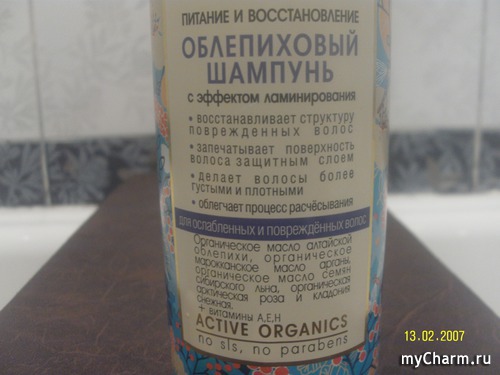 ПИТАНИЕ И ВОССТАНОВЛЕНИЕ
ОБЛЕПИХОВЫЙ
ШАМПУНЬ
с эффектом ламинирования
• восстанавливает структуру
поврежденных волос
• запечатывает поверхность
волоса защитным слоем
• делает волосы более
густыми и плотными
• облегчает процесс расчёсывания
для ослабленных и повреждённых волос
Органическое масло алтайской
облепихи, органическое
марокканское масло арганы,
органическое масло семян
сибирского льна, органическая
арктическая роза и кладония
снежная.
+ витамины А,Е,Н
ACTIVE ORGANICS
no sls, no parabens
13.02.2007
myCharm.ru